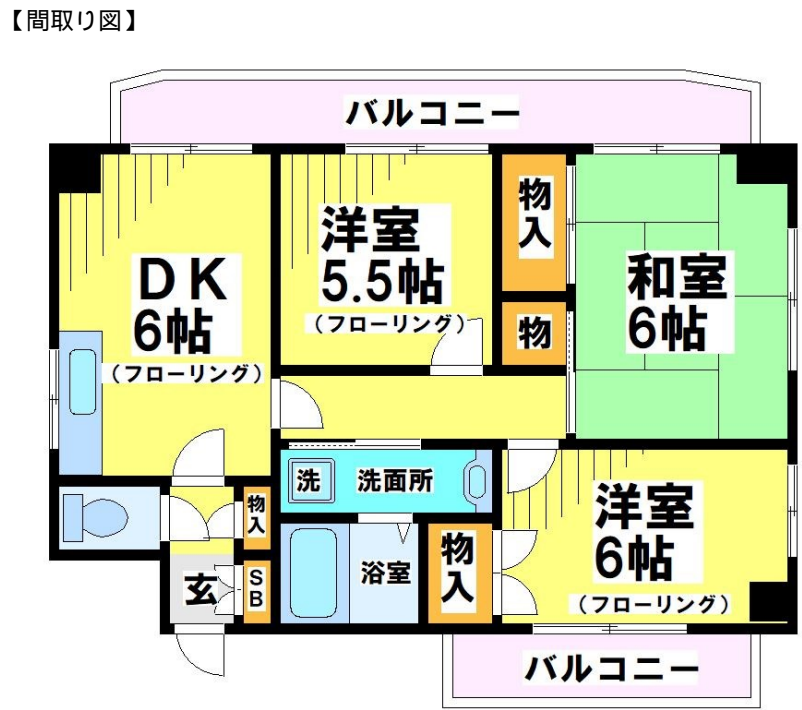 【間取り図】
バルコニー
ＤＫ
6帖
（フローリング）
洋室
5.5帖
（フローリング）
物
入
物
和室
6帖
洗
洗面所
物
入
玄
S
B
浴室
物
入
洋室
6帖
（フローリング）
バルコニー